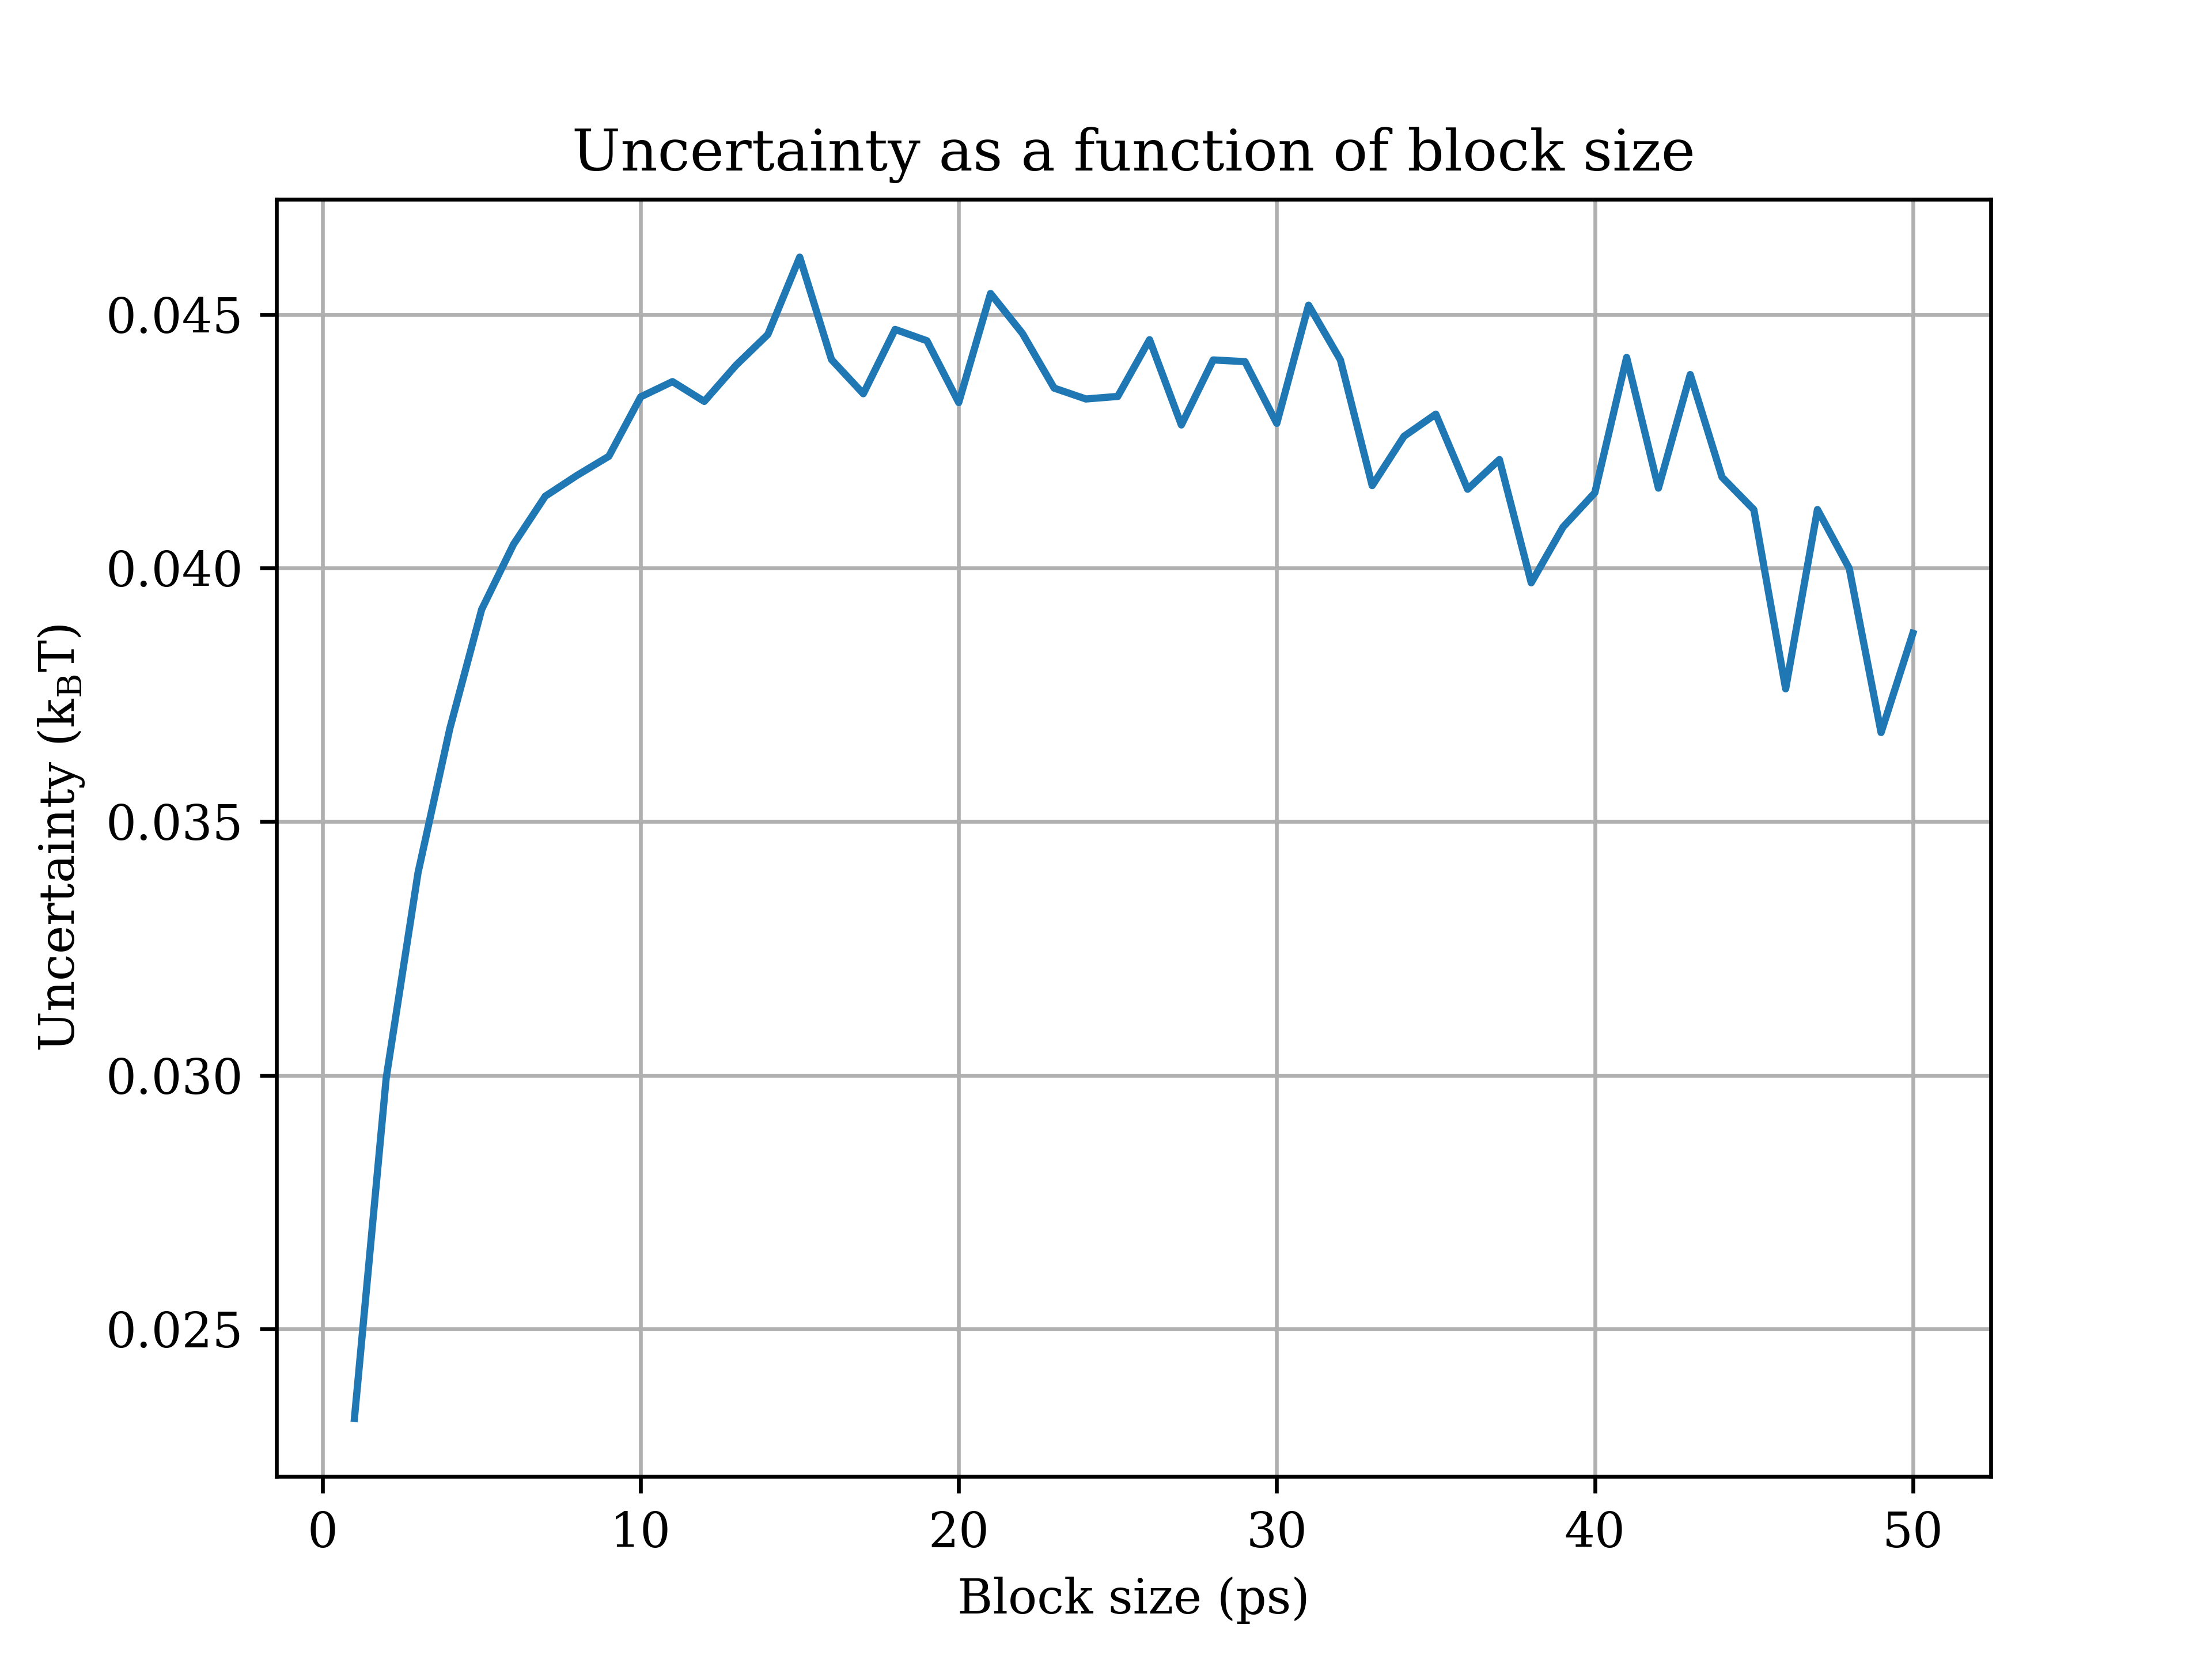 Uncertainty as a function of block size
Uncertainty (kBT)
0.045
0.040
0.035
0.030
0.025
0 10 20 30 40 50
Block size (ps)